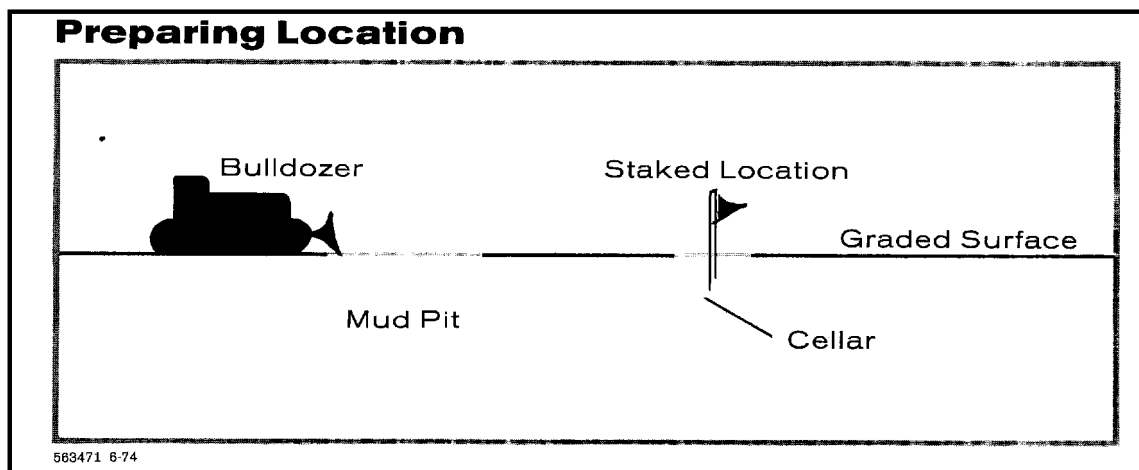 Preparing Location
Bulldozer
Staked Location
Graded Surface
Mud Pit
Cellar
563471 6-74